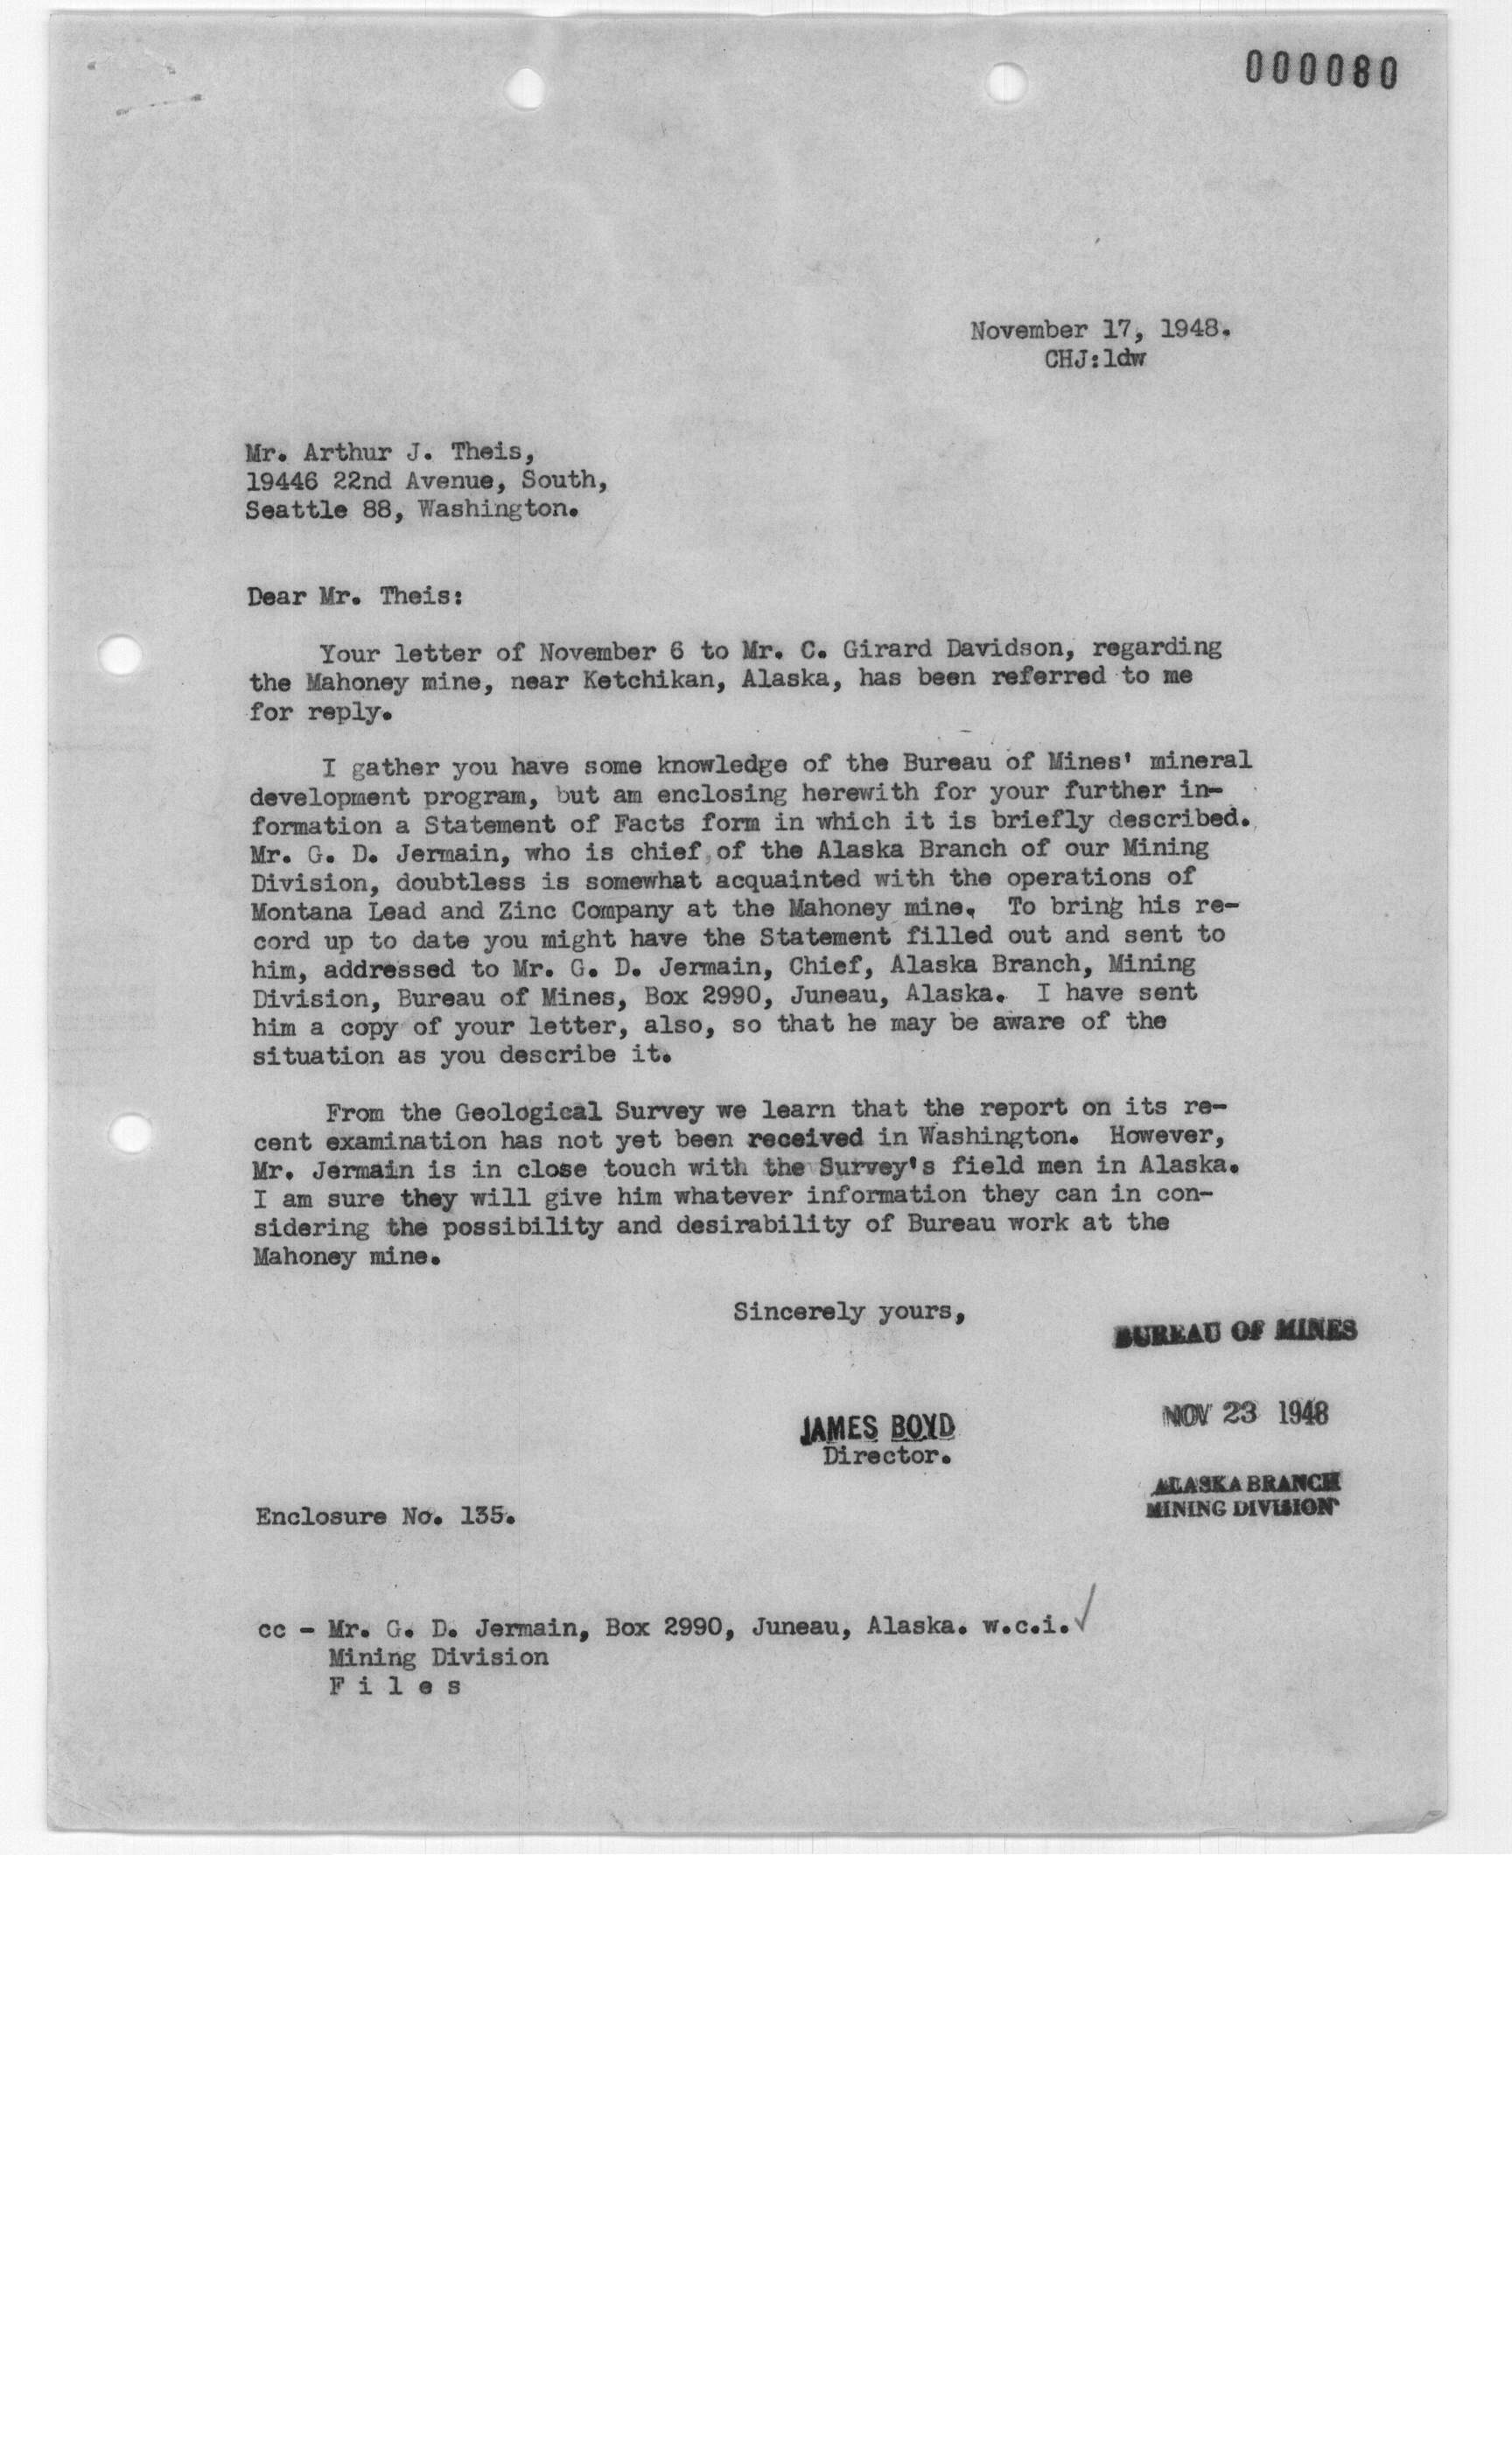 000080
November 17, 1948.
CHJ:ldw
Mr. Arthur J. Theis,
19446 22nd Avenue, South,
Seattle 88, Washington.
Dear Mr. Theis:
Your letter of November 6 to Mr. C. Girard Davidson, regarding
the Mahoney mine, near Ketchikan, Alaska, has been referred to me
for reply.
I gather you have some knowledge of the Bureau of Mines' mineral
development program, but am enclosing herewith for your further in-
formation a Statement of Facts form in which it is briefly described.
Mr. G. D. Jermain, who is chief of the Alaska Branch of our Mining
Division, doubtless is somewhat acquainted with the operations of
Montana Lead and Zinc Company at the Mahoney mine. To bring his re-
cord up to date you might have the Statement filled out and sent to
him, addressed to Mr. G. D. Jermain, Chief, Alaska Branch, Mining
Division, Bureau of Mines, Box 2990, Juneau, Alaska. I have sent
him a copy of your letter, also, so that he may be aware of the
situation as you describe it.
From the Geological Survey we learn that the report on its re-
cent examination has not yet been received in Washington. However,
Mr. Jermain is in close touch with the Survey's field men in Alaska.
I am sure they will give him whatever information they can in con-
sidering the possibility and desirability of Bureau work at the
Mahoney mine.
Sincerely yours,
BUREAU OF MINES
NOV 23 1948
JAMES BOYD
Director.
ALASKA BRANCH
MINING DIVISION
Enclosure No. 135.
cc - Mr. G. D. Jermain, Box 2990, Juneau, Alaska. w.c.i. ✓
Mining Division
F i l e s